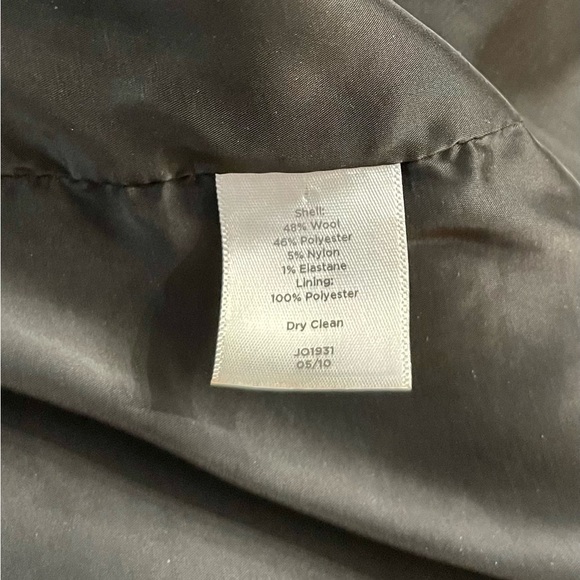 Shell:
48% Wool
46% Polyester
5% Nylon
1% Elastane
Lining:
100% Polyester
Dry Clean
JO1931
05/10